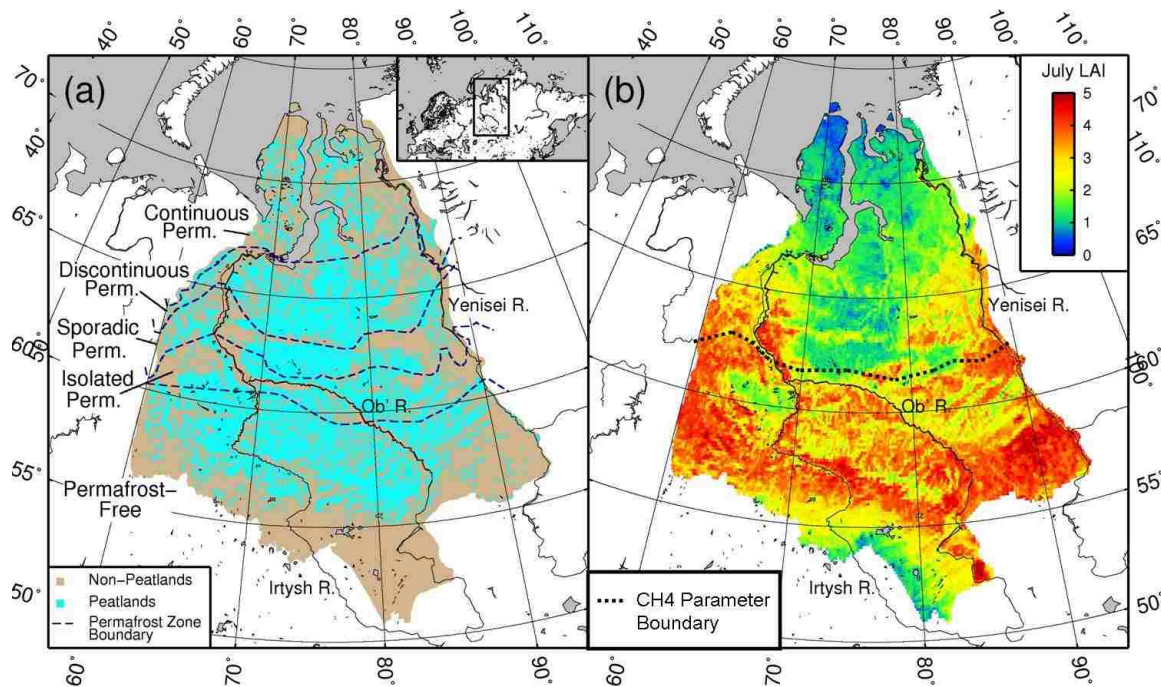 40°
50°
60°
70°
80°
90°
100°
110°
70°
40°
65°
60°
50°
55°
50°
60°
70°
80°
90°
(a)
Continuous
Perm.
Discontinuous
Perm.
Sporadic
Perm.
Isolated
Perm.
Permafrost–
Free
Yenisei R.
Ob' R.
Irtysh R.
Non–Peatlands
Peatlands
Permafrost Zone
Boundary
40°
50°
60°
70°
80°
90°
100°
110°
70°
65°
60°
55°
50°
60°
70°
80°
90°
(b)
July LAI
5
4
3
2
1
0
Yenisei R.
Ob' R.
Irtysh R.
CH4 Parameter
Boundary